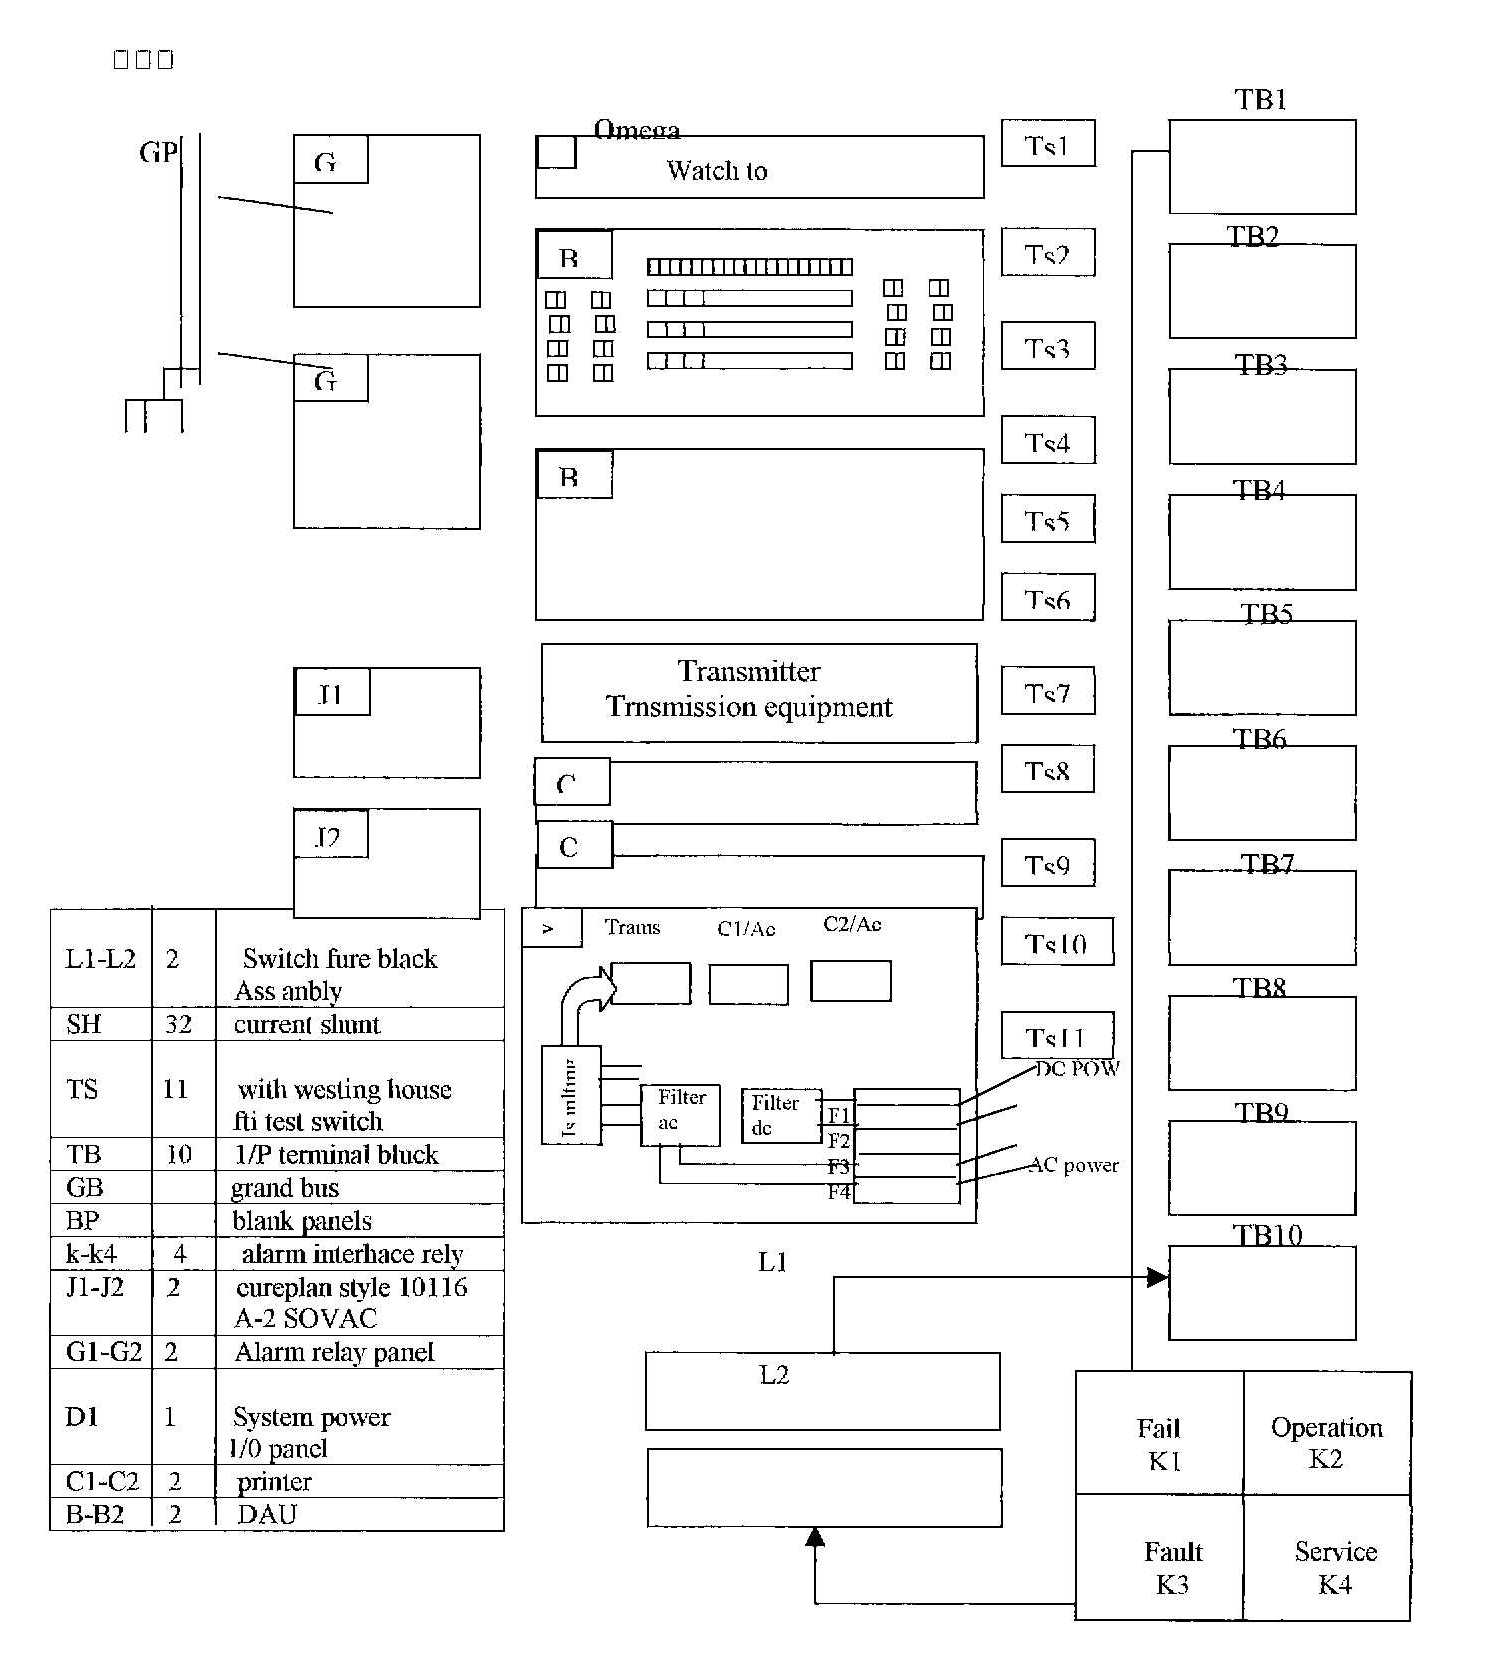 GP
G
G
J1
J2
Omega
Watch to
B
B
Transmitter
Trnsmission equipment
C
C
v Trams C1/Ac C2/Ac
Filter
ac
Filter
dc
F1
F2
F3
F4
DC POW
AC power
Ts1
Ts2
Ts3
Ts4
Ts5
Ts6
Ts7
Ts8
Ts9
Ts10
Ts11
TB1
TB2
TB3
TB4
TB5
TB6
TB7
TB8
TB9
TB10
L1-L2 2 Switch fure black
Ass anbly
SH 32 current shunt
TS 11 with westing house
fti test switch
TB 10 1/P terminal bluck
GB grand bus
BP blank panels
k-k4 4 alarm interhace rely
J1-J2 2 cureplan style 10116
A-2 SOVAC
G1-G2 2 Alarm relay panel
D1 1 System power
1/0 panel
C1-C2 2 printer
B-B2 2 DAU
L1
L2
Fail
K1
Operation
K2
Fault
K3
Service
K4